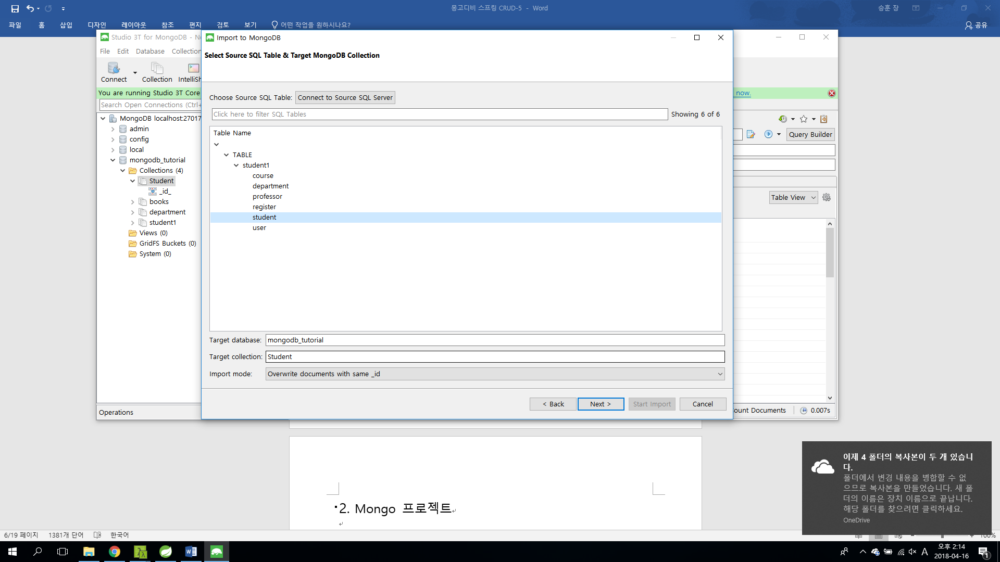 몽고디비 스프링 CRUD-5 - Word
승훈 장
파일 홈 삽입 디자인 레이아웃 참조 편지 검토 보기 어떤 작업을 원하시나요?
공유
Studio 3T for MongoDB -
File Edit Database Collection
Connect
Collection
You are running Studio 3T Core
now.
Search Open Connections (Ctrl+
MongoDB localhost:27017
admin
config
local
mongodb_tutorial
Collections (4)
Student
_id_
books
department
student1
Views (0)
GridFS Buckets (0)
System (0)
Operations
Import to MongoDB
Select Source SQL Table & Target MongoDB Collection
Choose Source SQL Table: Connect to Source SQL Server
Click here to filter SQL Tables
Showing 6 of 6
Table Name
TABLE
student1
course
department
professor
register
student
user
Target database: mongodb_tutorial
Target collection: Student
Import mode: Overwrite documents with same _id
< Back
Next >
Start Import
Cancel
Query Builder
Table View
Documents
0.007s
2. Mongo 프로젝트
이제 4 폴더의 복사본이 두 개 있습니
다.
폴더에서 변경 내용을 병합할 수 없
으므로 복사본을 만들었습니다. 새 폴
더의 이름은 장치 이름으로 끝납니다.
해당 폴더를 찾으려면 클릭하세요.
OneDrive
6/19 페이지 1381개 단어 한국어
100%
A
오후 2:14
2018-04-16
1